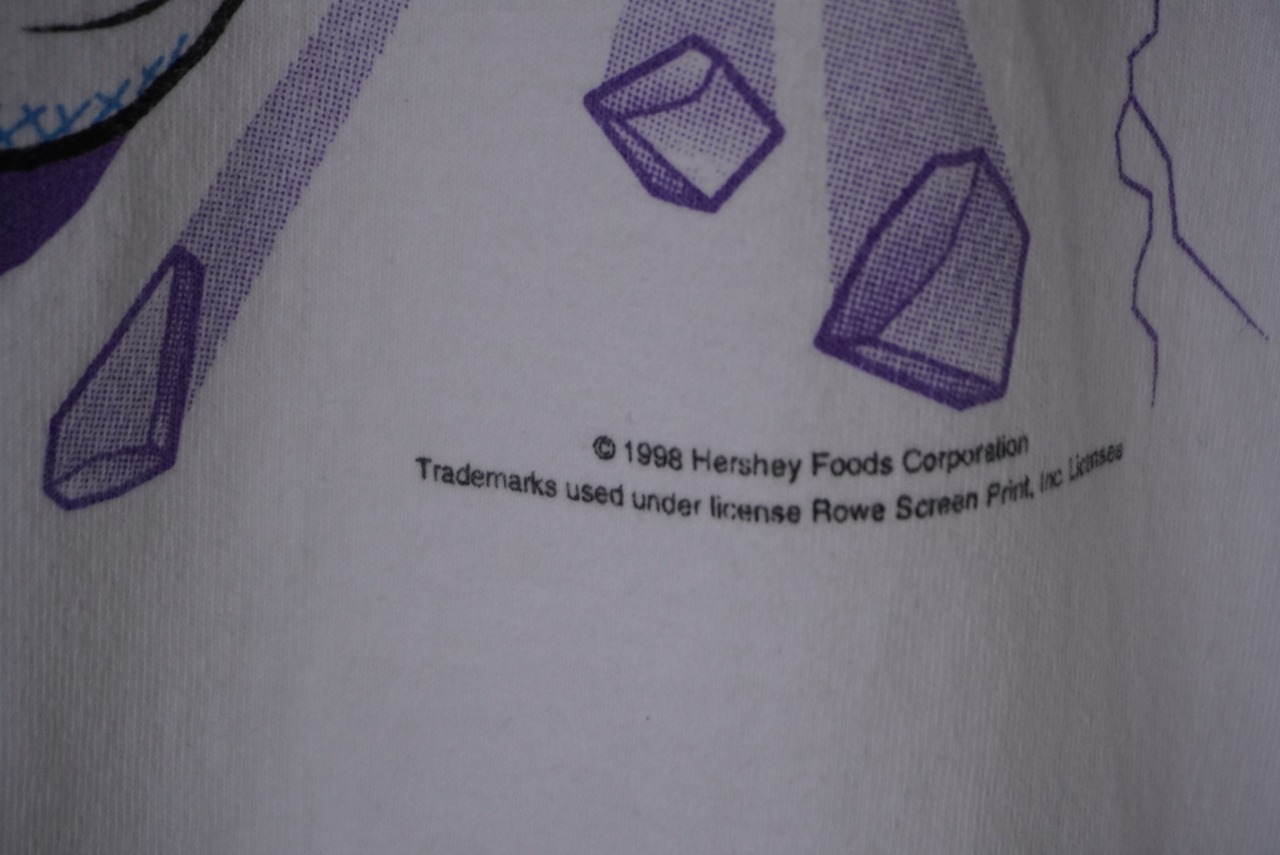 © 1998 Hershey Foods Corporation
Trademarks used under license Rowe Screen Print, Inc Licensee